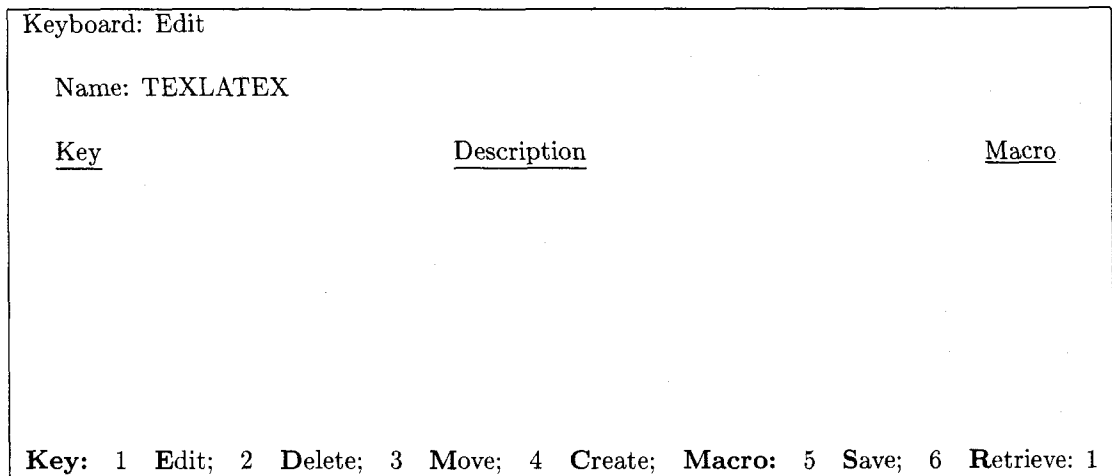 Keyboard: Edit
Name: TEXLATEX
Key Description Macro
Key: 1 Edit; 2 Delete; 3 Move; 4 Create; Macro: 5 Save; 6 Retrieve: 1